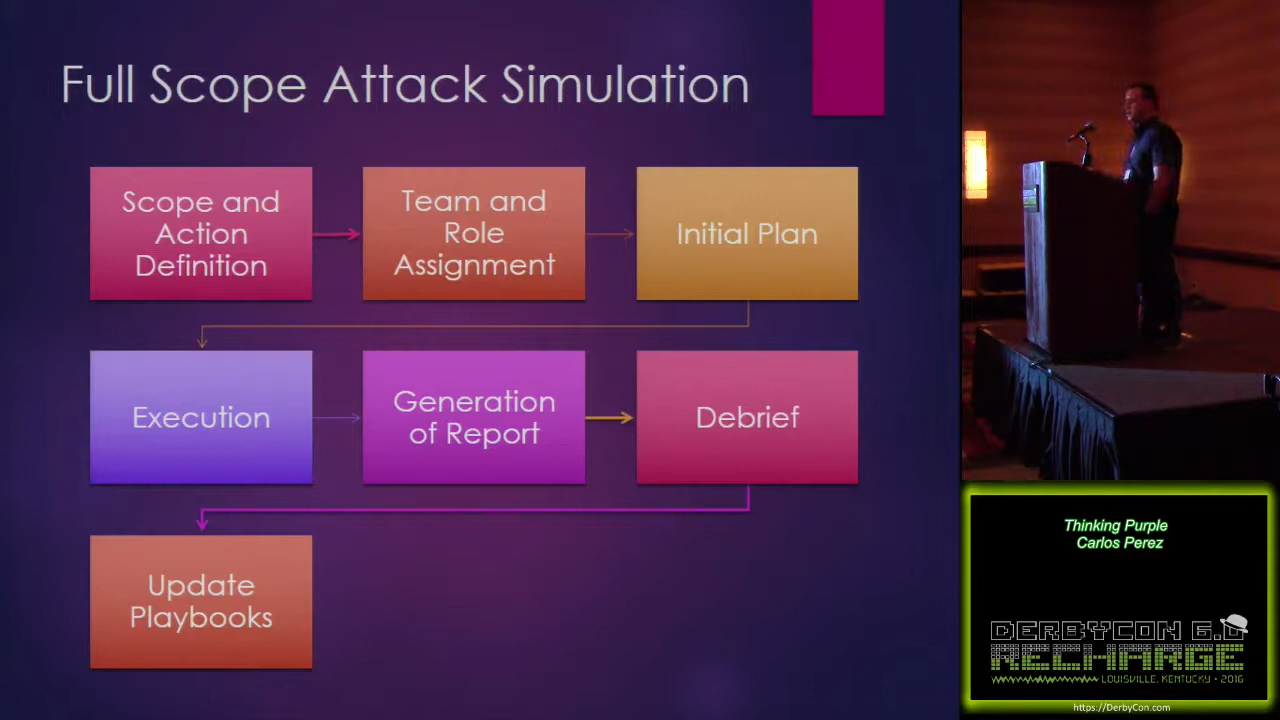 Full Scope Attack Simulation
Scope and
Action
Definition
Team and
Role
Assignment
Initial Plan
Execution
Generation
of Report
Debrief
Update
Playbooks
Thinking Purple
Carlos Perez
DERBYCON 6.0
RECHARGE
LOUISVILLE, KENTUCKY • 2016
https://DerbyCon.com